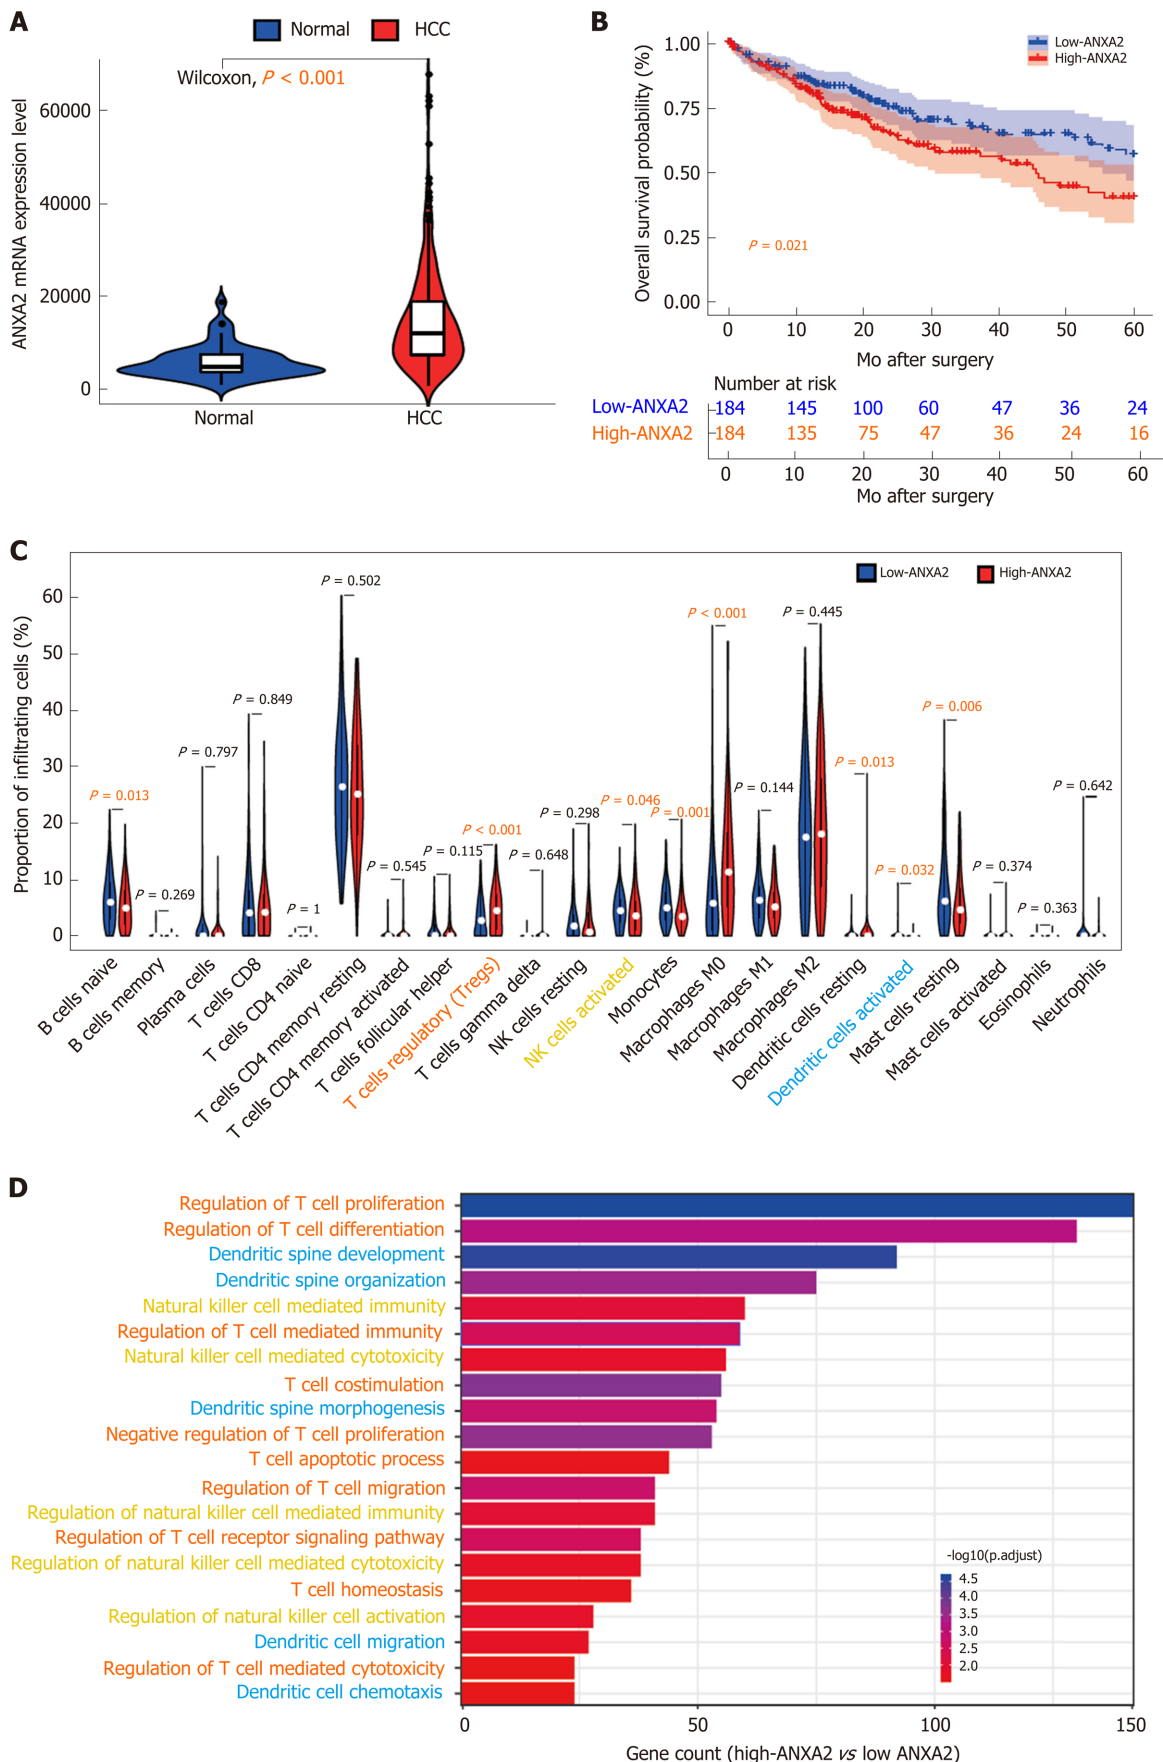 A
Normal HCC
Wilcoxon, P < 0.001
ANXA2 mRNA expression level
60000
40000
20000
0
Normal HCC
B
Low-ANXA2
High-ANXA2
Overall survival probability (%)
1.00
0.75
0.50
0.25
0.00
P = 0.021
0 10 20 30 40 50 60
Mo after surgery
Number at risk
Low-ANXA2 184 145 100 60 47 36 24
High-ANXA2 184 135 75 47 36 24 16
0 10 20 30 40 50 60
Mo after surgery
C
Low-ANXA2 High-ANXA2
Proportion of infiltrating cells (%)
60
50
40
30
20
10
0
P = 0.013
P = 0.269
P = 0.797
P = 0.849
P = 1
P = 0.502
P = 0.545
P = 0.115
P < 0.001
P = 0.648
P = 0.298
P = 0.046
P = 0.001
P < 0.001
P = 0.144
P = 0.445
P = 0.013
P = 0.032
P = 0.006
P = 0.374
P = 0.363
P = 0.642
B cells naive
B cells memory
Plasma cells
T cells CD8
T cells CD4 naive
T cells CD4 memory resting
T cells CD4 memory activated
T cells follicular helper
T cells regulatory (Tregs)
T cells gamma delta
NK cells resting
NK cells activated
Monocytes
Macrophages M0
Macrophages M1
Macrophages M2
Dendritic cells resting
Dendritic cells activated
Mast cells resting
Mast cells activated
Eosinophils
Neutrophils
D
Regulation of T cell proliferation
Regulation of T cell differentiation
Dendritic spine development
Dendritic spine organization
Natural killer cell mediated immunity
Regulation of T cell mediated immunity
Natural killer cell mediated cytotoxicity
T cell costimulation
Dendritic spine morphogenesis
Negative regulation of T cell proliferation
T cell apoptotic process
Regulation of T cell migration
Regulation of natural killer cell mediated immunity
Regulation of T cell receptor signaling pathway
Regulation of natural killer cell mediated cytotoxicity
T cell homeostasis
Regulation of natural killer cell activation
Dendritic cell migration
Regulation of T cell mediated cytotoxicity
Dendritic cell chemotaxis
-log10(p.adjust)
4.5
4.0
3.5
3.0
2.5
2.0
0 50 100 150
Gene count (high-ANXA2 vs low ANXA2)